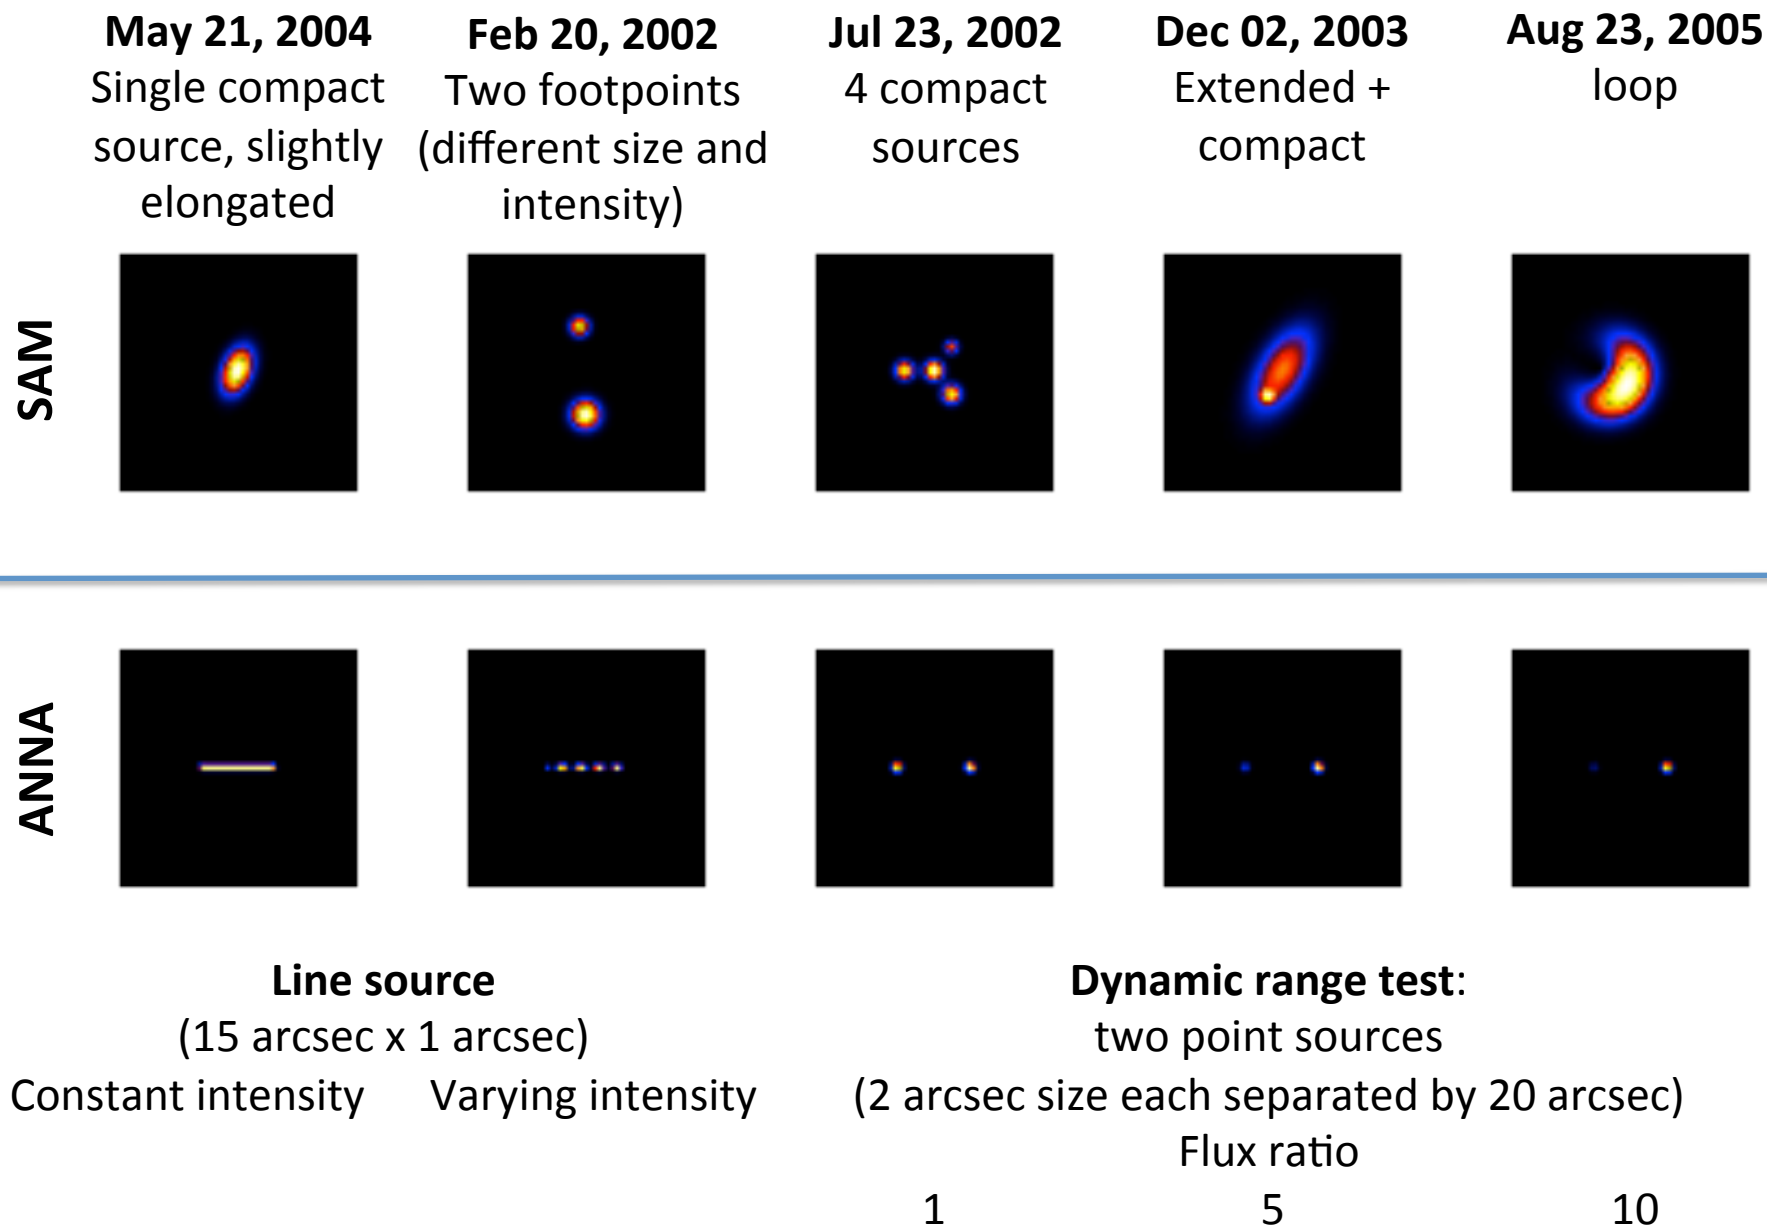 May 21, 2004
Single compact
source, slightly
elongated
Feb 20, 2002
Two footpoints
(different size and
intensity)
Jul 23, 2002
4 compact
sources
Dec 02, 2003
Extended +
compact
Aug 23, 2005
loop
SAM
ANNA
Line source
(15 arcsec x 1 arcsec)
Constant intensity
Varying intensity
Dynamic range test:
two point sources
(2 arcsec size each separated by 20 arcsec)
Flux ratio
1
5
10